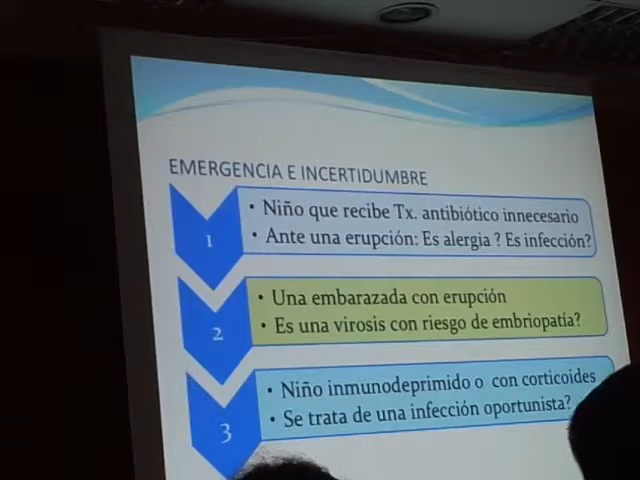 EMERGENCIA E INCERTIDUMBRE
1
• Niño que recibe Tx. antibiótico innecesario
• Ante una erupción: Es alergia ? Es infección?
2
• Una embarazada con erupción
• Es una virosis con riesgo de embriopatía?
3
• Niño inmunodeprimido o con corticoides
• Se trata de una infección oportunista?